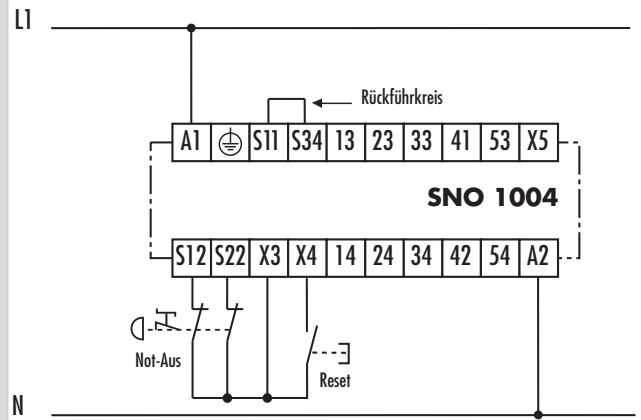 L1
Rückführkreis
A1 S11 S34 13 23 33 41 53 X5
SNO 1004
S12 S22 X3 X4 14 24 34 42 54 A2
Not-Aus
Reset
N